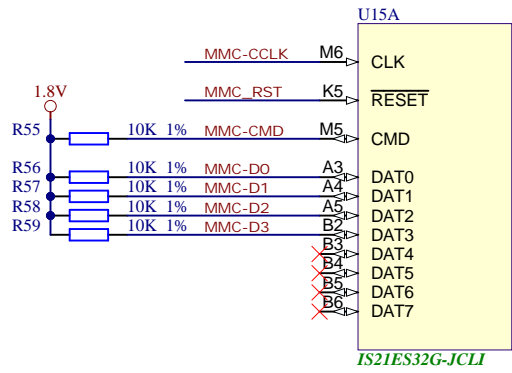 U15A
MMC-CCLK M6 CLK
MMC_RST K5 RESET
1.8V
R55 10K 1% MMC-CMD M5 CMD
R56 10K 1% MMC-D0 A3 DAT0
R57 10K 1% MMC-D1 A4 DAT1
R58 10K 1% MMC-D2 A5 DAT2
R59 10K 1% MMC-D3 B2 DAT3
B3 DAT4
B4 DAT5
B5 DAT6
B6 DAT7
IS21ES32G-JCLI